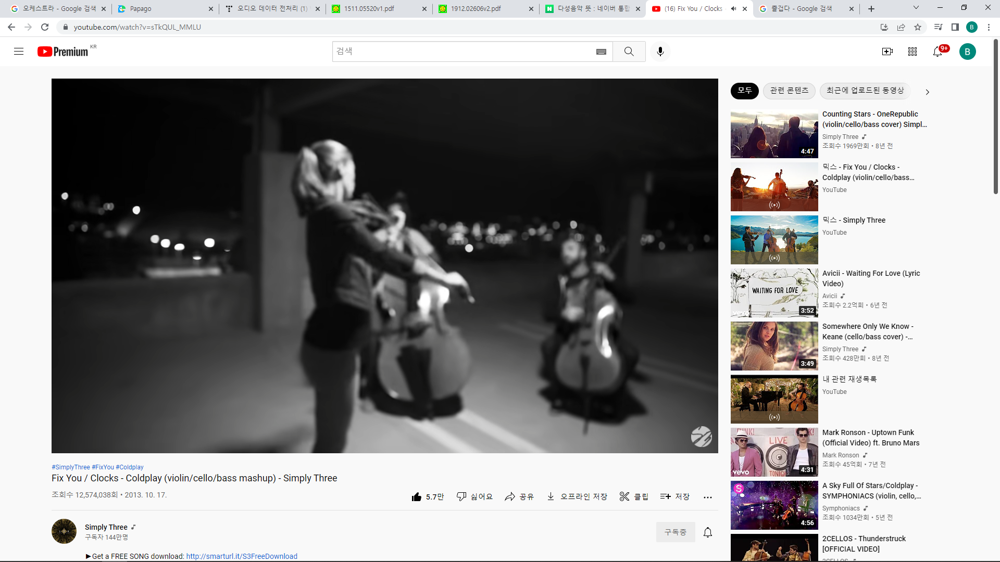 오케스트라 - Google 검색
Papago
오디오 데이터 전처리 (1)
1511.05520v1.pdf
1912.02606v2.pdf
다성음악 뜻 : 네이버 통합
(16) Fix You / Clocks
즐겁다 - Google 검색
youtube.com/watch?v=sTkQUL_MMLU
B
Premium KR
검색
9+
B
모두
관련 콘텐츠
최근에 업로드된 동영상
Counting Stars - OneRepublic
(violin/cello/bass cover) Simpl...
Simply Three
조회수 1969만회 • 8년 전
4:47
믹스 - Fix You / Clocks -
Coldplay (violin/cello/bass...
YouTube
믹스 - Simply Three
YouTube
Avicii - Waiting For Love (Lyric
Video)
Avicii
조회수 2.2억회 • 6년 전
WAITING FOR LOVE
vevo
3:52
Somewhere Only We Know -
Keane (cello/bass cover) -...
Simply Three
조회수 428만회 • 8년 전
3:49
내 관련 재생목록
YouTube
Mark Ronson - Uptown Funk
(Official Video) ft. Bruno Mars
Mark Ronson
조회수 45억회 • 7년 전
LIVE
TONIG
vevo
4:31
A Sky Full Of Stars/Coldplay -
SYMPHONIACS (violin, cello,...
Symphoniacs
조회수 1034만회 • 5년 전
S
4:56
2CELLOS - Thunderstruck
[OFFICIAL VIDEO]
2CELLOS
#SimplyThree #FixYou #Coldplay
Fix You / Clocks - Coldplay (violin/cello/bass mashup) - Simply Three
조회수 12,574,038회 • 2013. 10. 17.
5.7만
싫어요
공유
오프라인 저장
클립
저장
Simply Three
구독자 144만명
구독중
►Get a FREE SONG download: http://smarturl.it/S3FreeDownload